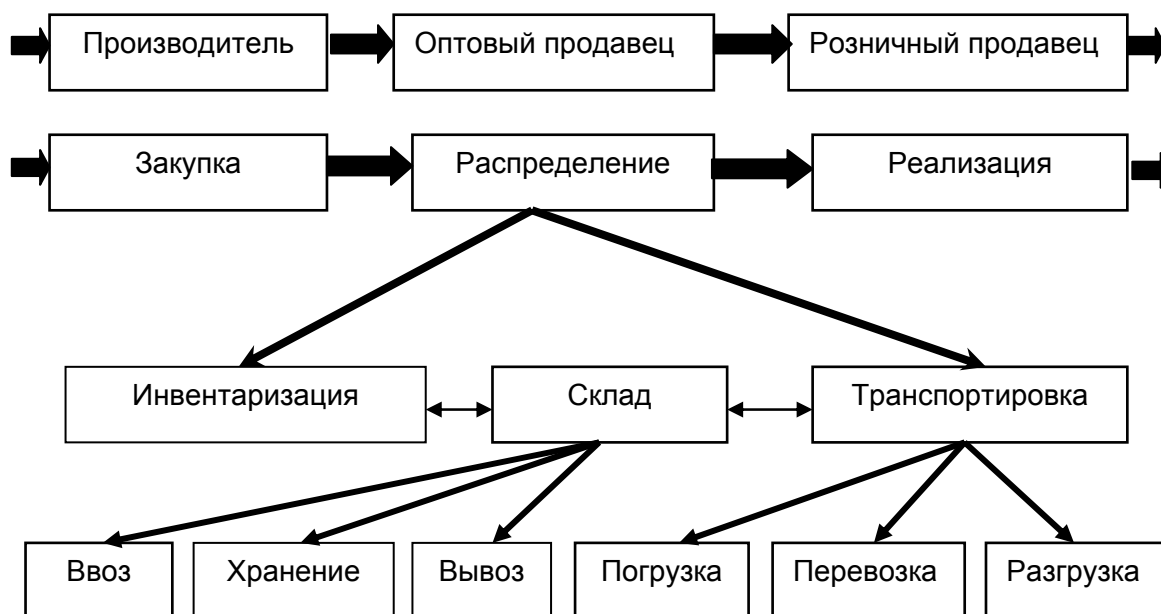 Производитель
Оптовый продавец
Розничный продавец
Закупка
Распределение
Реализация
Инвентаризация
Склад
Транспортировка
Ввоз
Хранение
Вывоз
Погрузка
Перевозка
Разгрузка